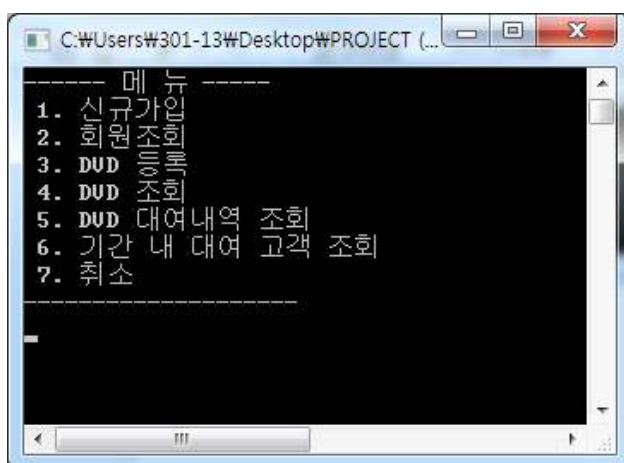 C:₩Users₩301-13₩Desktop₩PROJECT (...
------ 메 뉴 -----
1. 신규가입
2. 회원조회
3. DVD 등록
4. DVD 조회
5. DVD 대여내역 조회
6. 기간 내 대여 고객 조회
7. 취소
--------------------